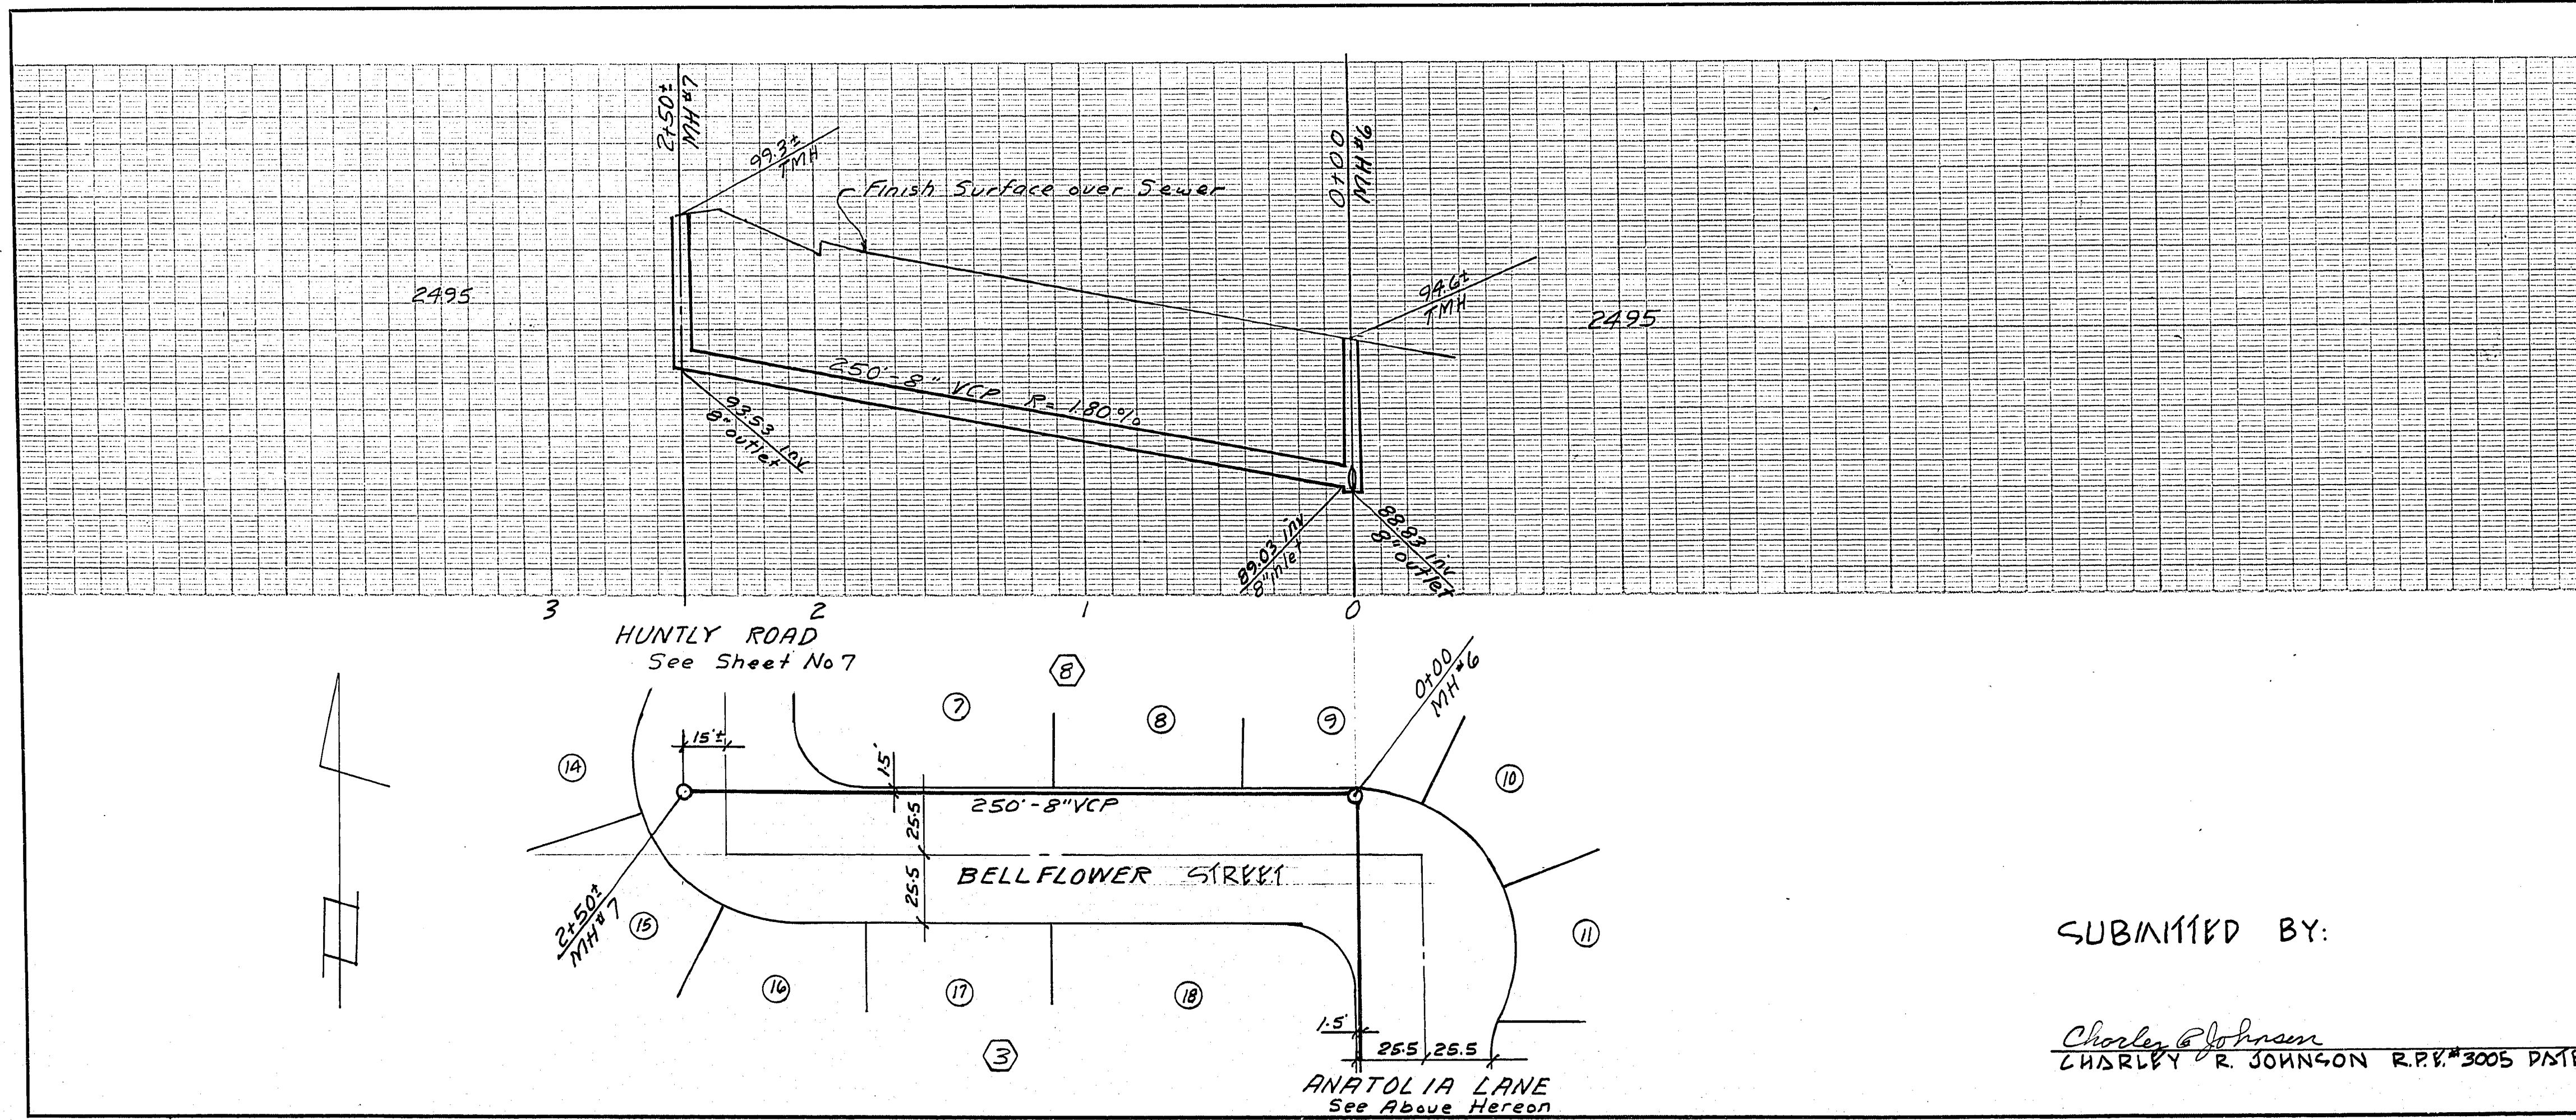 2+50±
MH#7
99.3±
TMH
Finish Surface over Sewer
0+00
MH#6
94.6±
TMH
2495
2495
250'-8" VCP R= 1.80%
93.53 inv
8" outlet
89.03 inv
8" inlet
88.83 inv
8" outlet
3 2 1 0
HUNTLY ROAD
See Sheet No 7
8
0+00
MH#6
7
8
9
10
11
14
15'±
1.5'
250'-8" VCP
25.5
25.5
BELLFLOWER STREET
2+50±
MH#7
15
16
17
18
3
1.5'
25.5 25.5
ANATOLIA LANE
See Above Hereon
SUBMITTED BY:
Charley R Johnson
CHARLEY R. JOHNSON R.P.E.#3005 DATE